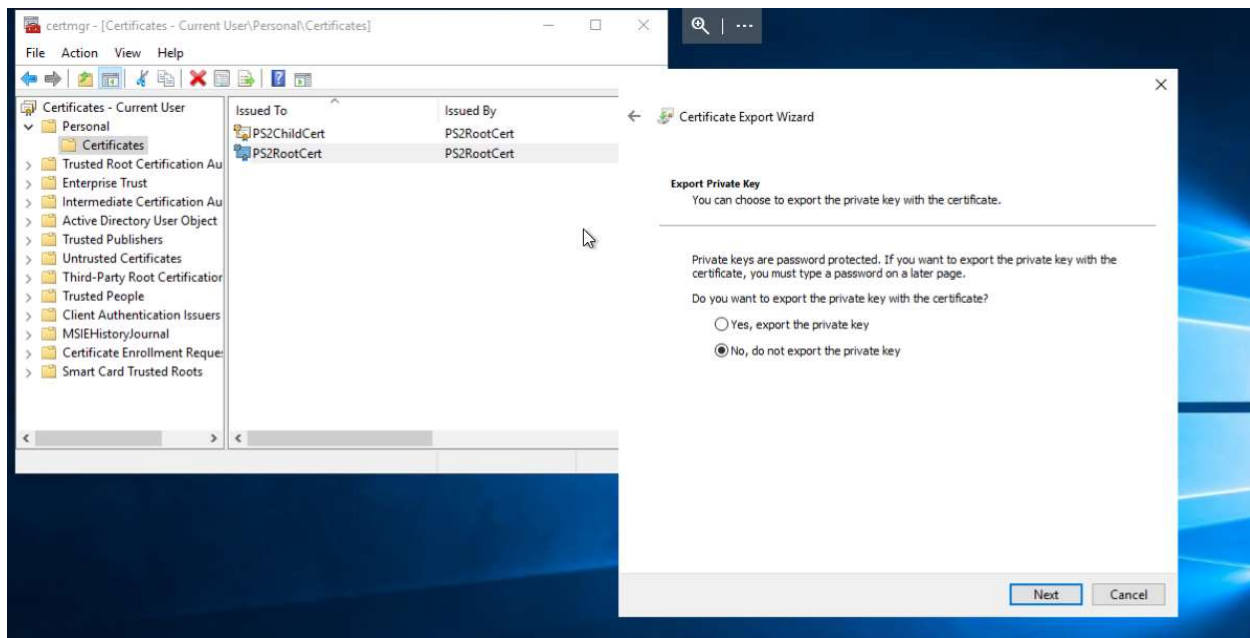 certmgr - [Certificates - Current User\Personal\Certificates]
File Action View Help
Certificates - Current User
Personal
Certificates
Trusted Root Certification Au
Enterprise Trust
Intermediate Certification Au
Active Directory User Object
Trusted Publishers
Untrusted Certificates
Third-Party Root Certification
Trusted People
Client Authentication Issuers
MSIEHistoryJournal
Certificate Enrollment Reque
Smart Card Trusted Roots
Issued To Issued By
PS2ChildCert PS2RootCert
PS2RootCert PS2RootCert
Certificate Export Wizard
Export Private Key
You can choose to export the private key with the certificate.
Private keys are password protected. If you want to export the private key with the
certificate, you must type a password on a later page.
Do you want to export the private key with the certificate?
Yes, export the private key
No, do not export the private key
Next Cancel